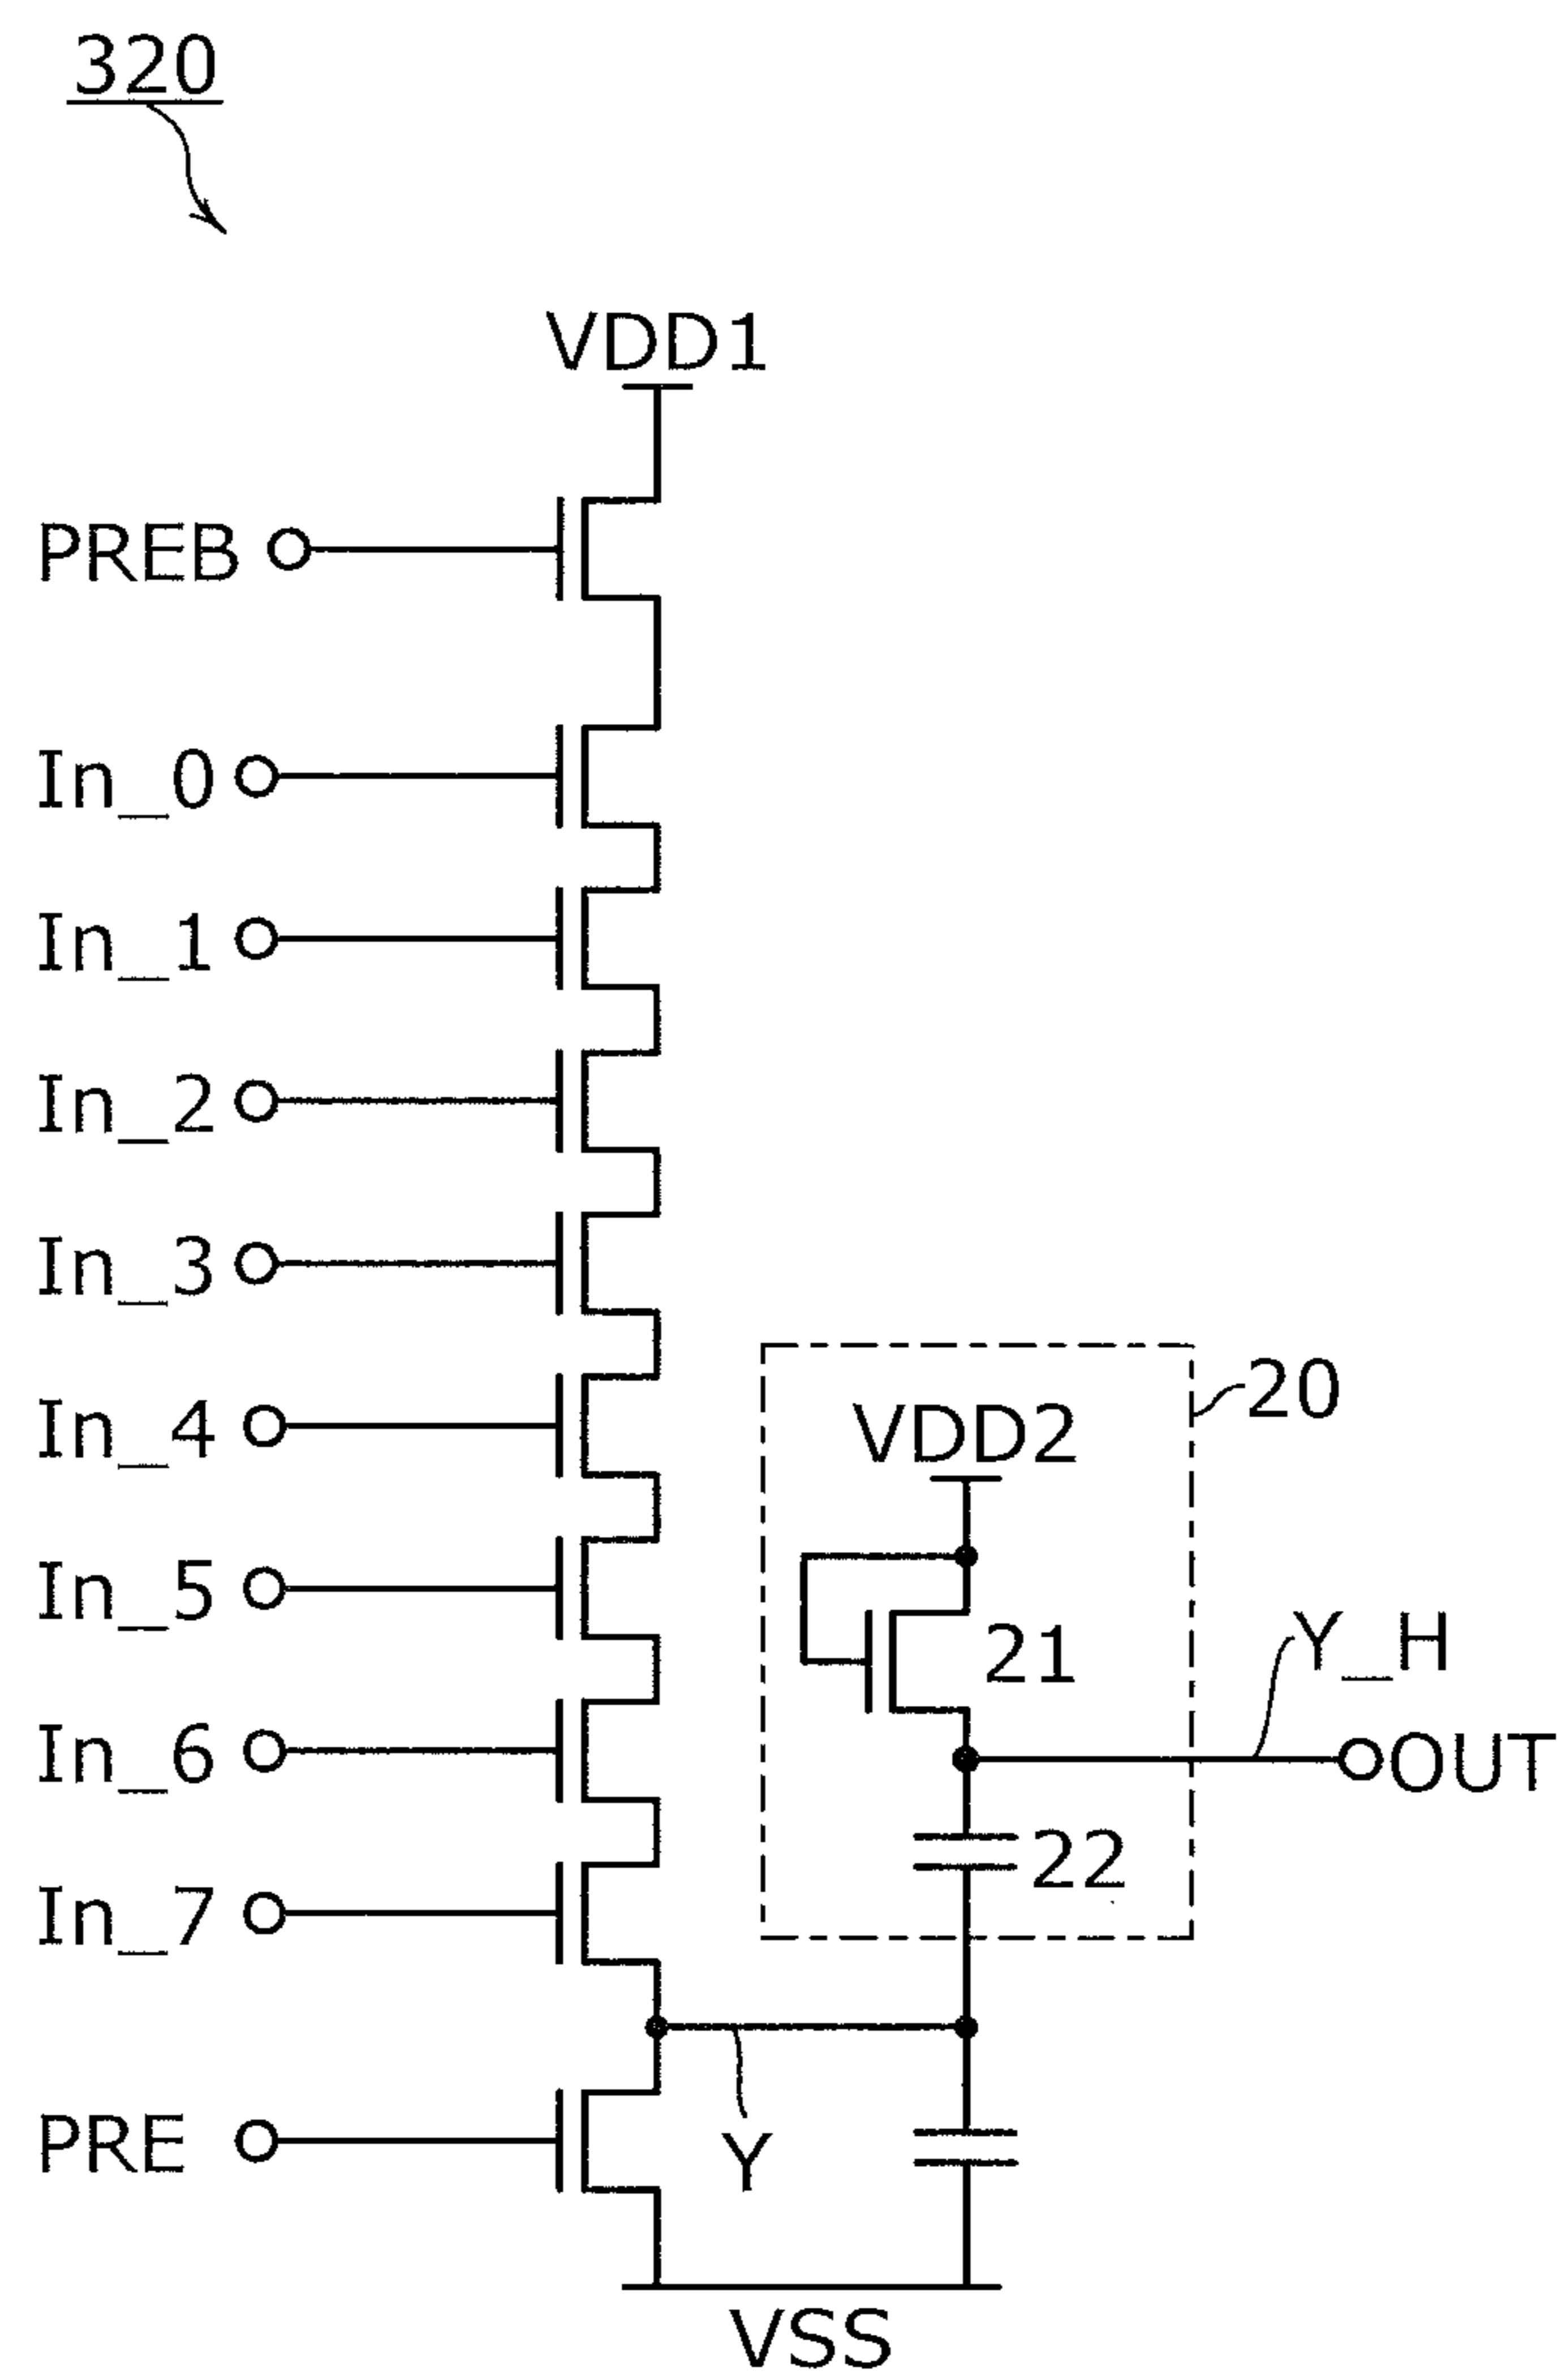 320
VDD1
PREB
In_0
In_1
In_2
In_3
In_4
20
VDD2
In_5
21
Y_H
In_6
OUT
22
In_7
PRE
Y
VSS